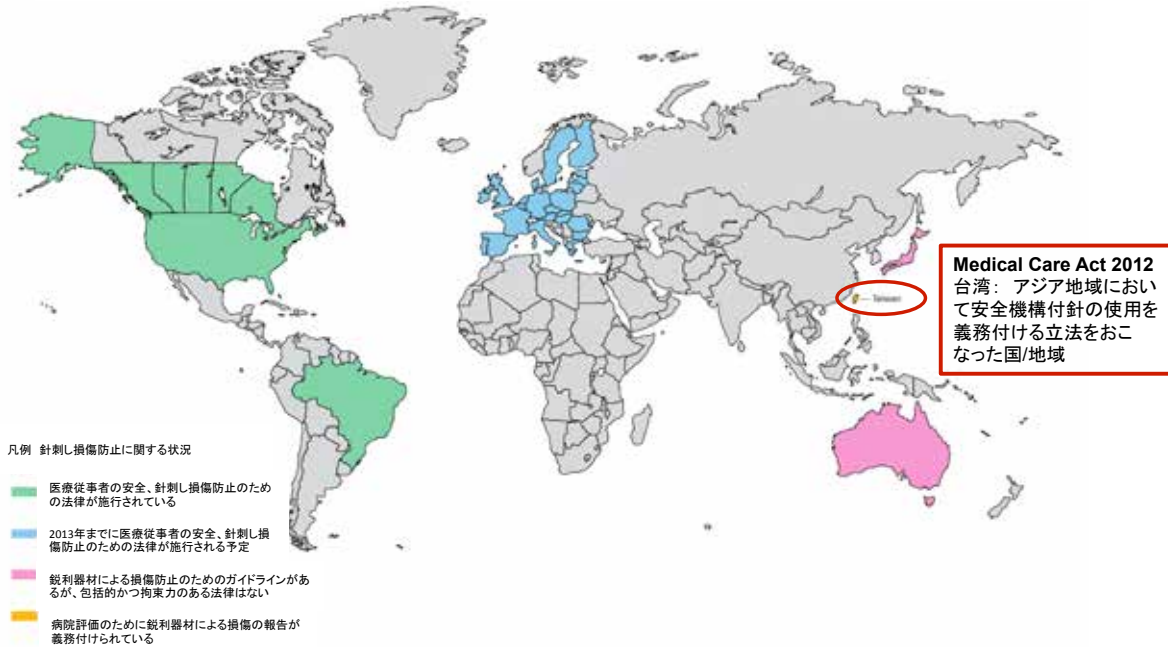 Medical Care Act 2012
台湾： アジア地域におい
て安全機構付針の使用を
義務付ける立法をおこ
なった国/地域
Taiwan
凡例 針刺し損傷防止に関する状況
医療従事者の安全、針刺し損傷防止のため
の法律が施行されている
2013年までに医療従事者の安全、針刺し損
傷防止のための法律が施行される予定
鋭利器材による損傷防止のためのガイドラインがあ
るが、包括的かつ拘束力のある法律はない
病院評価のために鋭利器材による損傷の報告が
義務付けられている